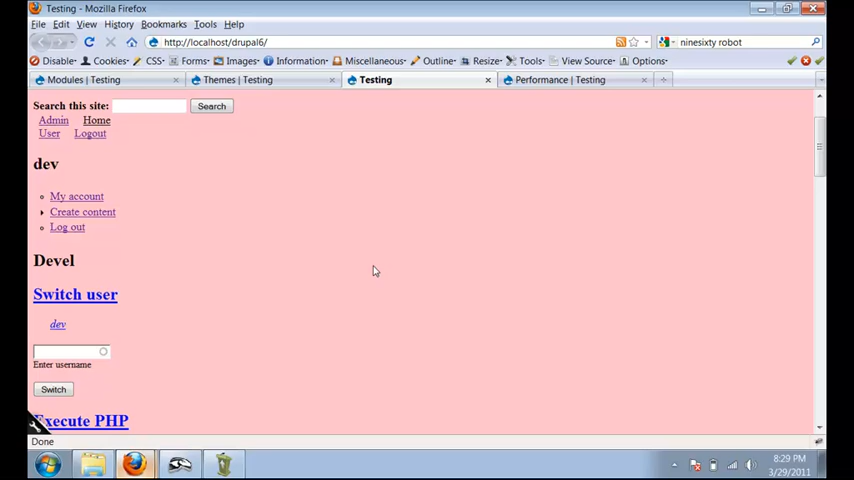 Testing - Mozilla Firefox
File Edit View History Bookmarks Tools Help
http://localhost/drupal6/ ninesixty robot
Disable Cookies CSS Forms Images Information Miscellaneous Outline Resize Tools View Source Options
Modules | Testing Themes | Testing Testing Performance | Testing
Search this site: Search
Admin Home
User Logout
dev
My account
Create content
Log out
Devel
Switch user
dev
Enter username
Switch
Execute PHP
Done
8:29 PM
3/29/2011